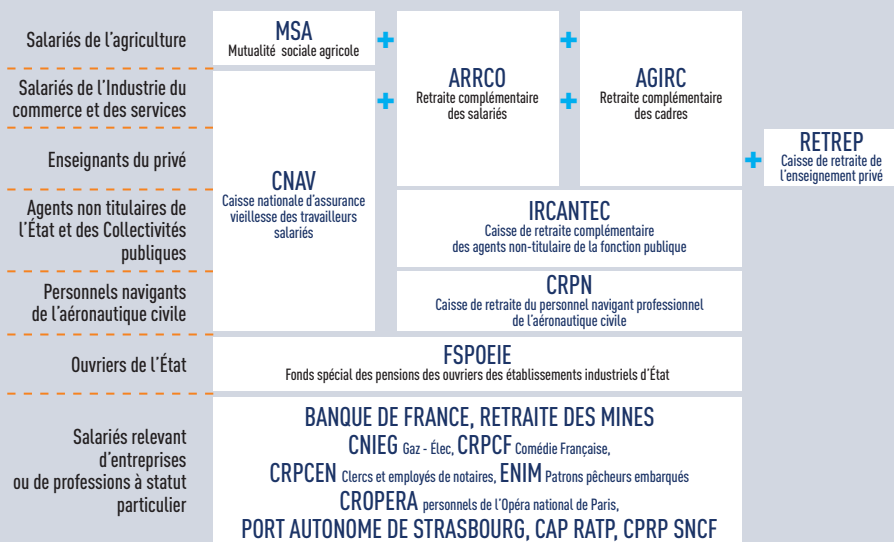 Salariés de l'agriculture
MSA
Mutualité sociale agricole
+
+
Salariés de l'Industrie du
commerce et des services
+
ARRCO
Retraite complémentaire
des salariés
+
AGIRC
Retraite complémentaire
des cadres
Enseignants du privé
+
RETREP
Caisse de retraite de
l'enseignement privé
CNAV
Caisse nationale d'assurance
vieillesse des travailleurs
salariés
Agents non titulaires de
l'État et des Collectivités
publiques
IRCANTEC
Caisse de retraite complémentaire
des agents non-titulaire de la fonction publique
Personnels navigants
de l'aéronautique civile
CRPN
Caisse de retraite du personnel navigant professionnel
de l'aéronautique civile
Ouvriers de l'État
FSPOEIE
Fonds spécial des pensions des ouvriers des établissements industriels d'État
Salariés relevant
d'entreprises
ou de professions à statut
particulier
BANQUE DE FRANCE, RETRAITE DES MINES
CNIEG Gaz - Élec, CRPCF Comédie Française,
CRPCEN Clercs et employés de notaires, ENIM Patrons pêcheurs embarqués
CROPERA personnels de l'Opéra national de Paris,
PORT AUTONOME DE STRASBOURG, CAP RATP, CPRP SNCF